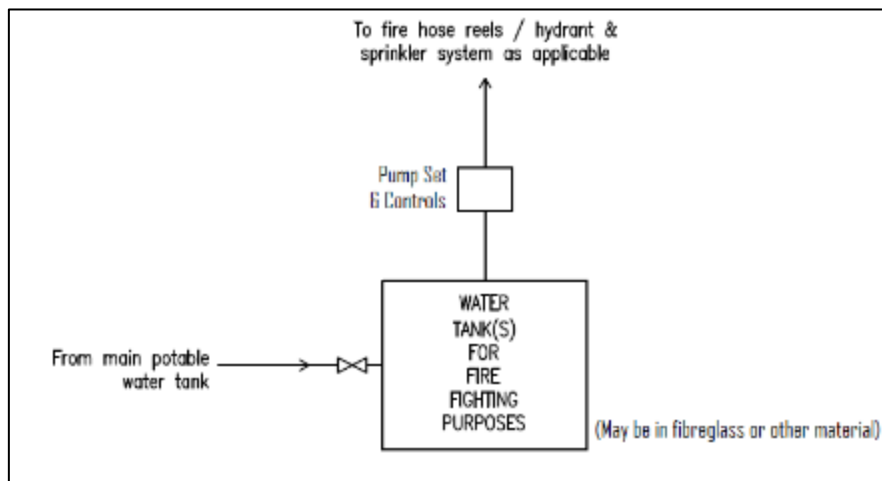 To fire hose reels / hydrant &
sprinkler system as applicable
Pump Set
& Controls
WATER
TANK(S)
FOR
FIRE
FIGHTING
PURPOSES
From main potable
water tank
(May be in fibreglass or other material)